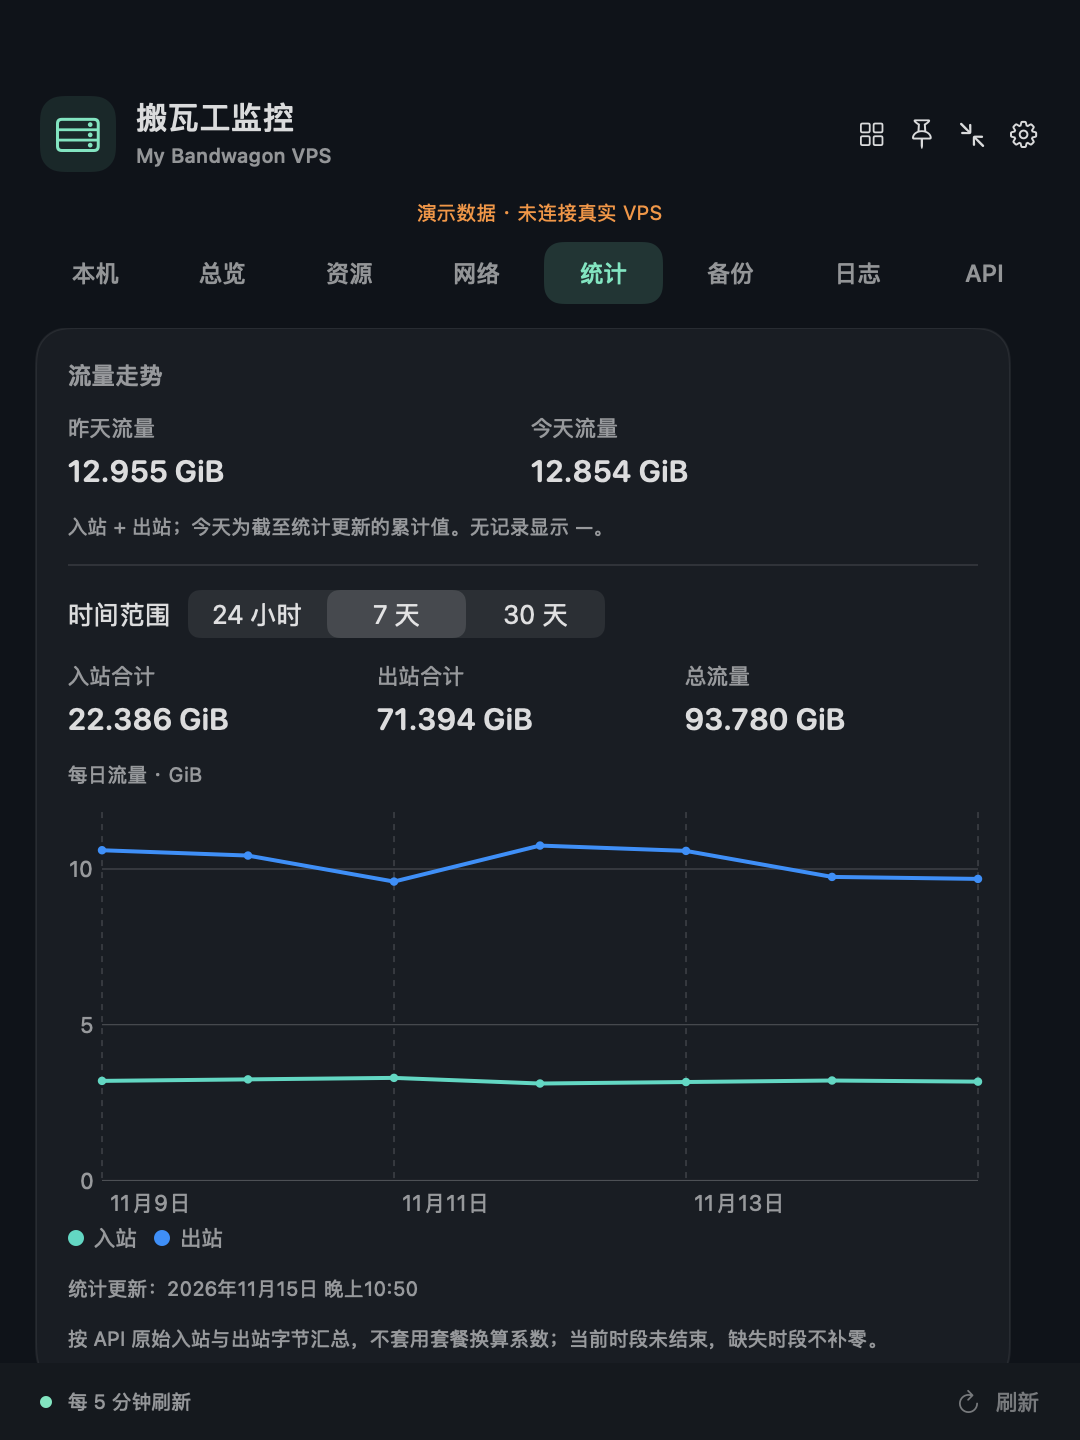 搬瓦工监控
My Bandwagon VPS
演示数据 · 未连接真实 VPS
本机 总览 资源 网络 统计 备份 日志 API
流量走势
昨天流量 今天流量
12.955 GiB 12.854 GiB
入站 + 出站；今天为截至统计更新的累计值。无记录显示 —。
时间范围 24 小时 7 天 30 天
入站合计 出站合计 总流量
22.386 GiB 71.394 GiB 93.780 GiB
每日流量 · GiB
10
5
0
11月9日 11月11日 11月13日
入站 出站
统计更新：2026年11月15日 晚上10:50
按 API 原始入站与出站字节汇总，不套用套餐换算系数；当前时段未结束，缺失时段不补零。
每 5 分钟刷新 刷新